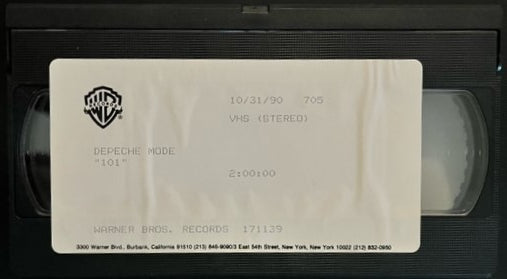 10/31/90 705
VHS (STEREO)
DEPECHE MODE
"101"
2:00:00
WARNER BROS. RECORDS 171139
3300 Warner Blvd., Burbank, California 91510 (213) 846-9090/3 East 54th Street, New York, New York 10022 (212) 832-0950